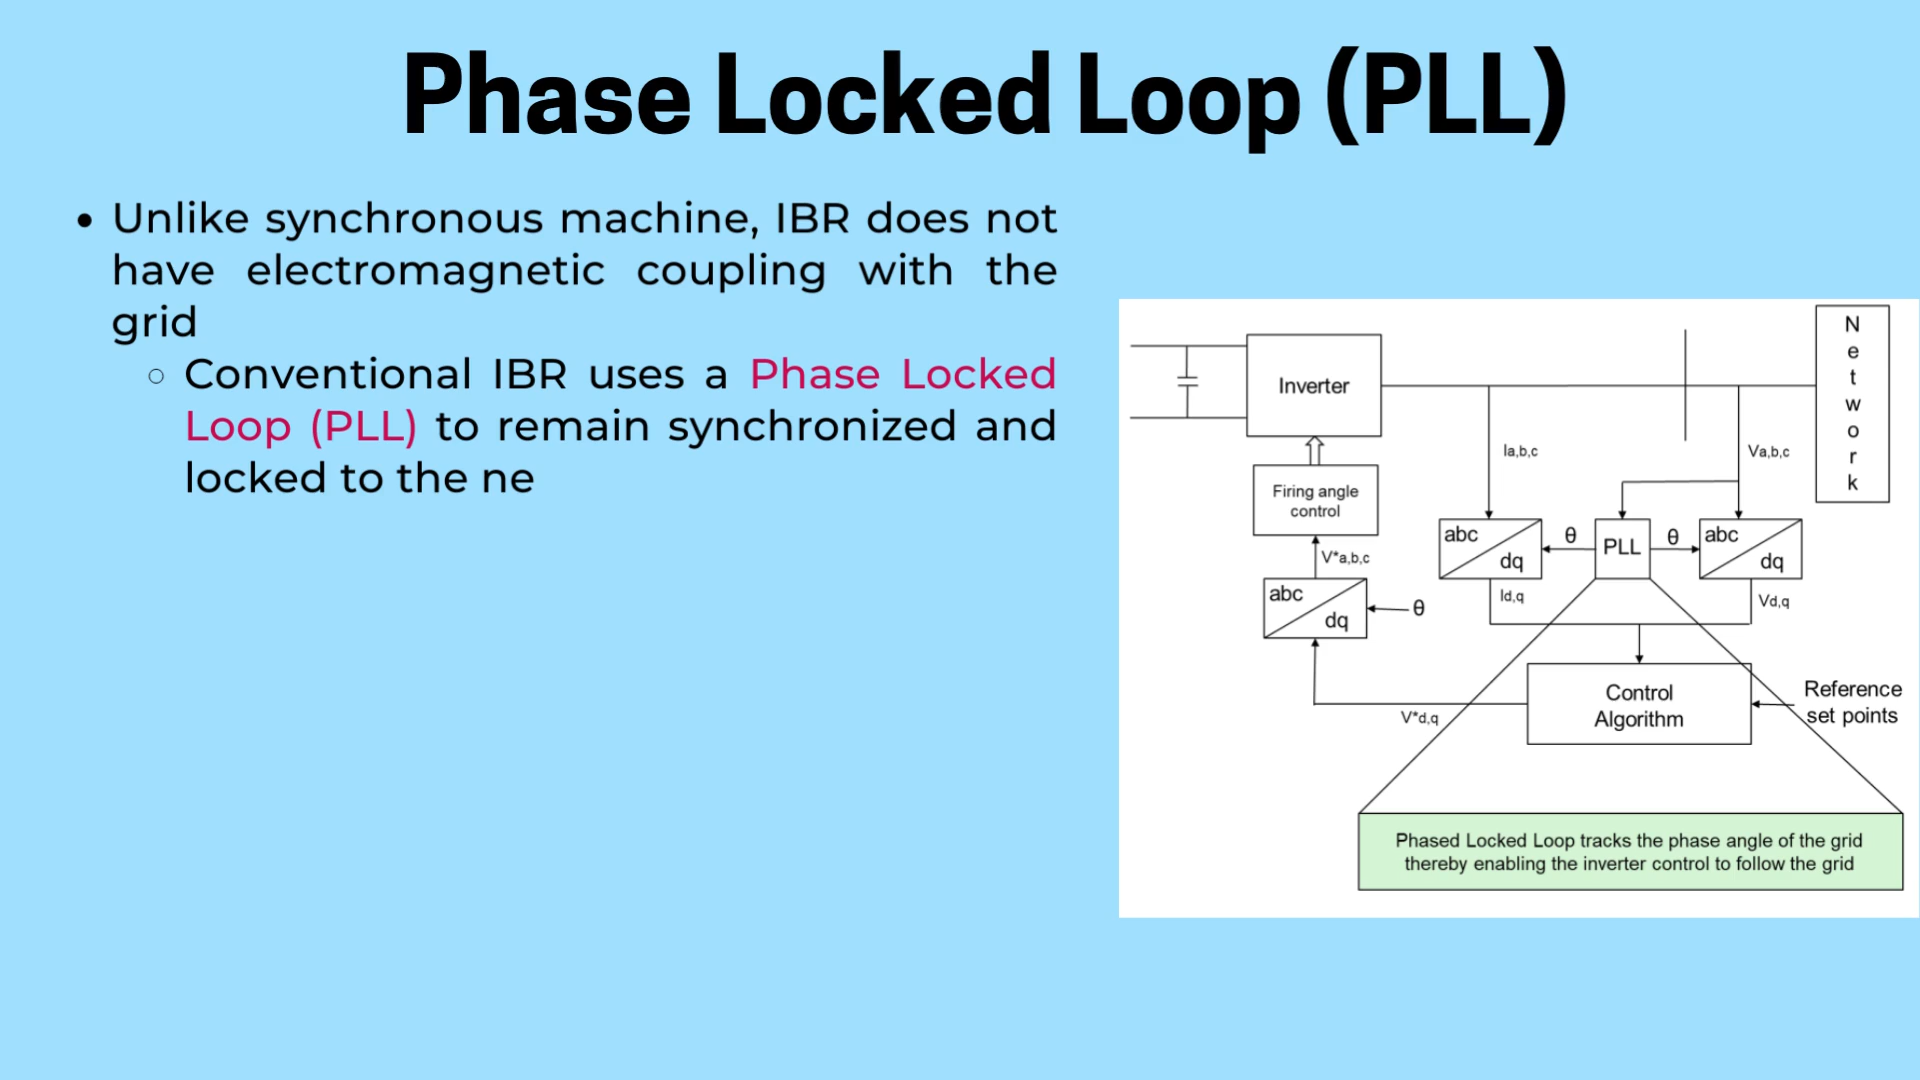 Phase Locked Loop (PLL)
• Unlike synchronous machine, IBR does not
have electromagnetic coupling with the
grid
○ Conventional IBR uses a Phase Locked
Loop (PLL) to remain synchronized and
locked to the ne
Inverter
N
e
t
w
o
r
k
Ia,b,c
Va,b,c
Firing angle
control
abc
dq
θ
PLL
θ
abc
dq
V*a,b,c
Id,q
Vd,q
abc
dq
θ
Control
Algorithm
Reference
set points
V*d,q
Phased Locked Loop tracks the phase angle of the grid
thereby enabling the inverter control to follow the grid